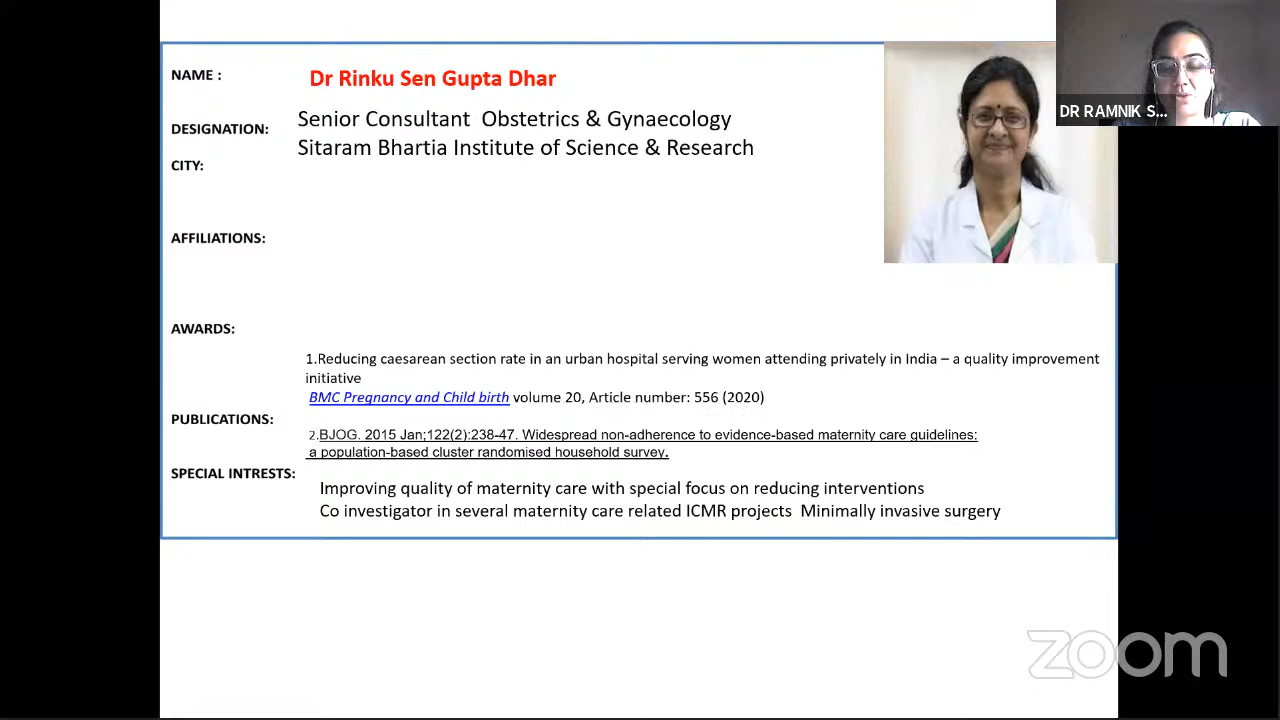 NAME :
Dr Rinku Sen Gupta Dhar
DR RAMNIK S...
DESIGNATION:
Senior Consultant Obstetrics & Gynaecology
Sitaram Bhartia Institute of Science & Research
CITY:
AFFILIATIONS:
AWARDS:
1.Reducing caesarean section rate in an urban hospital serving women attending privately in India – a quality improvement
initiative
BMC Pregnancy and Child birth volume 20, Article number: 556 (2020)
PUBLICATIONS:
2.BJOG. 2015 Jan;122(2):238-47. Widespread non-adherence to evidence-based maternity care guidelines:
a population-based cluster randomised household survey.
SPECIAL INTRESTS:
Improving quality of maternity care with special focus on reducing interventions
Co investigator in several maternity care related ICMR projects Minimally invasive surgery
zoom